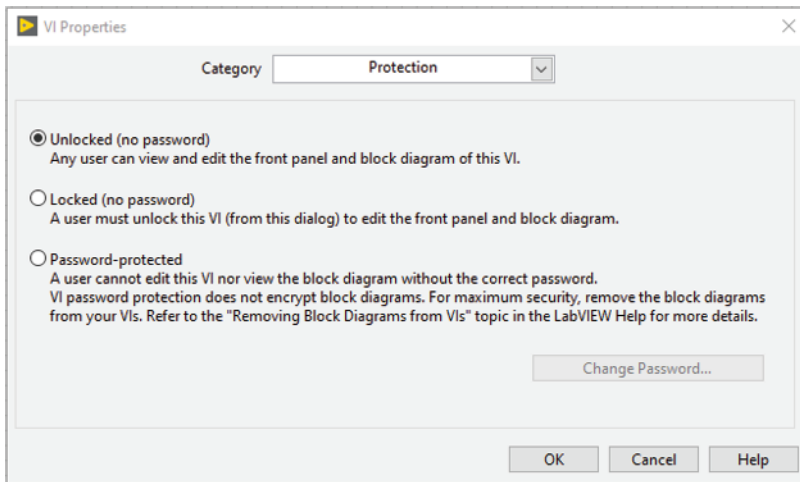 VI Properties
Category Protection
Unlocked (no password)
Any user can view and edit the front panel and block diagram of this VI.
Locked (no password)
A user must unlock this VI (from this dialog) to edit the front panel and block diagram.
Password-protected
A user cannot edit this VI nor view the block diagram without the correct password.
VI password protection does not encrypt block diagrams. For maximum security, remove the block diagrams
from your VIs. Refer to the "Removing Block Diagrams from VIs" topic in the LabVIEW Help for more details.
Change Password...
OK Cancel Help